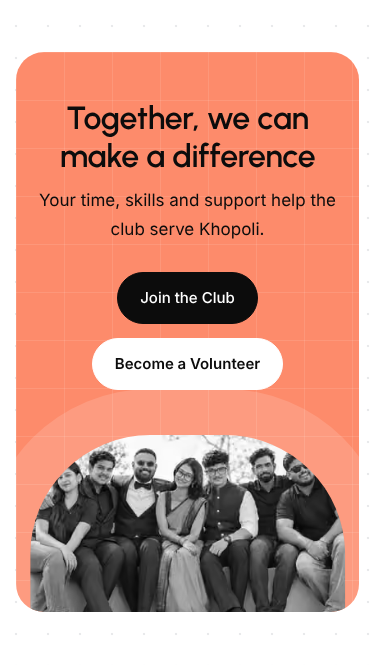 Together, we can
make a difference
Your time, skills and support help the
club serve Khopoli.
Join the Club
Become a Volunteer